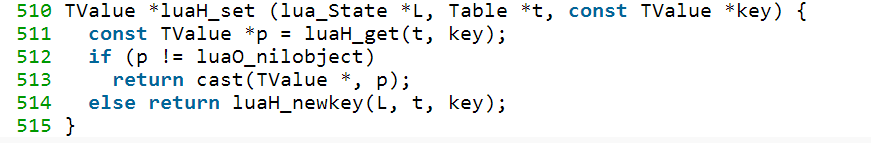 510 TValue *luaH_set (lua_State *L, Table *t, const TValue *key) {
511   const TValue *p = luaH_get(t, key);
512   if (p != luaO_nilobject)
513     return cast(TValue *, p);
514   else return luaH_newkey(L, t, key);
515 }